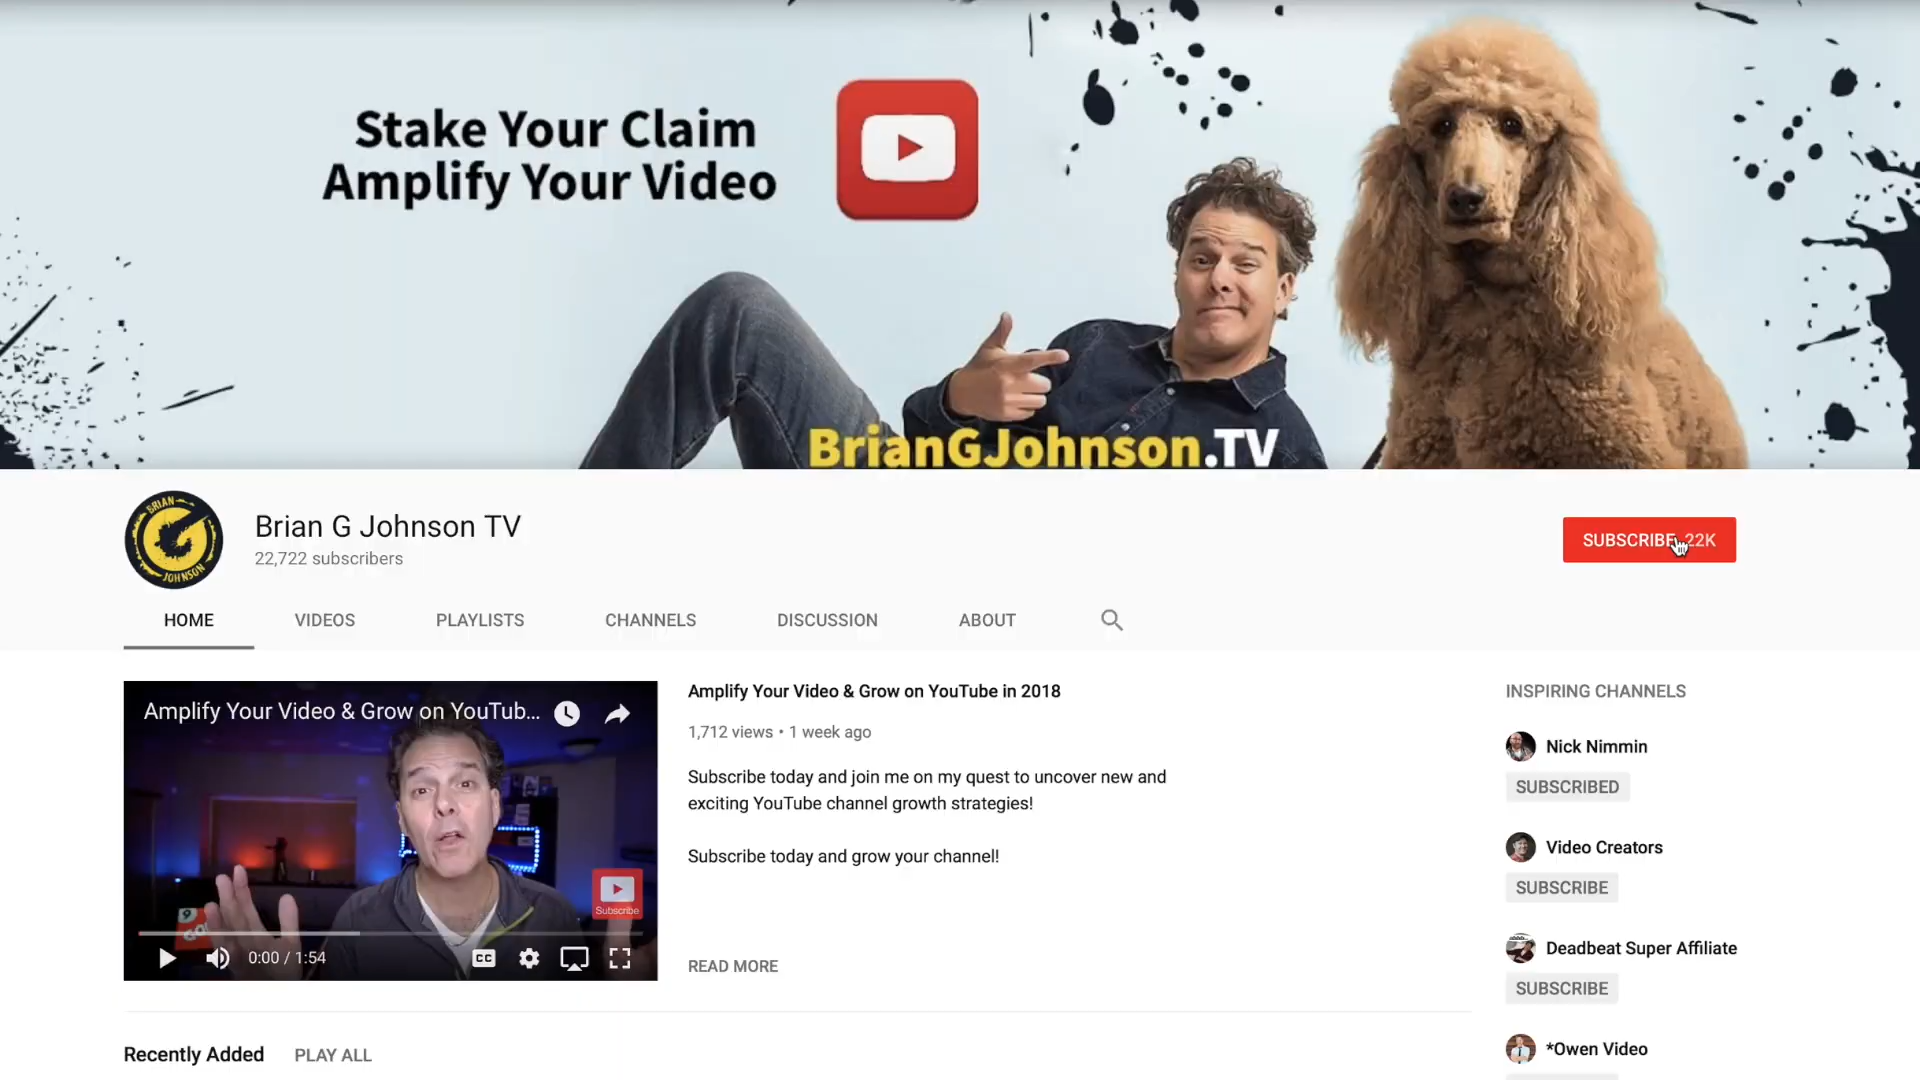 Stake Your Claim
Amplify Your Video
BrianGJohnson.TV
BRIAN
JOHNSON
Brian G Johnson TV
22,722 subscribers
SUBSCRIBE 22K
HOME
VIDEOS
PLAYLISTS
CHANNELS
DISCUSSION
ABOUT
Amplify Your Video & Grow on YouTub...
Subscribe
0:00 / 1:54
CC
Amplify Your Video & Grow on YouTube in 2018
1,712 views • 1 week ago
Subscribe today and join me on my quest to uncover new and
exciting YouTube channel growth strategies!
Subscribe today and grow your channel!
READ MORE
INSPIRING CHANNELS
Nick Nimmin
SUBSCRIBED
Video Creators
SUBSCRIBE
Deadbeat Super Affiliate
SUBSCRIBE
*Owen Video
Recently Added
PLAY ALL